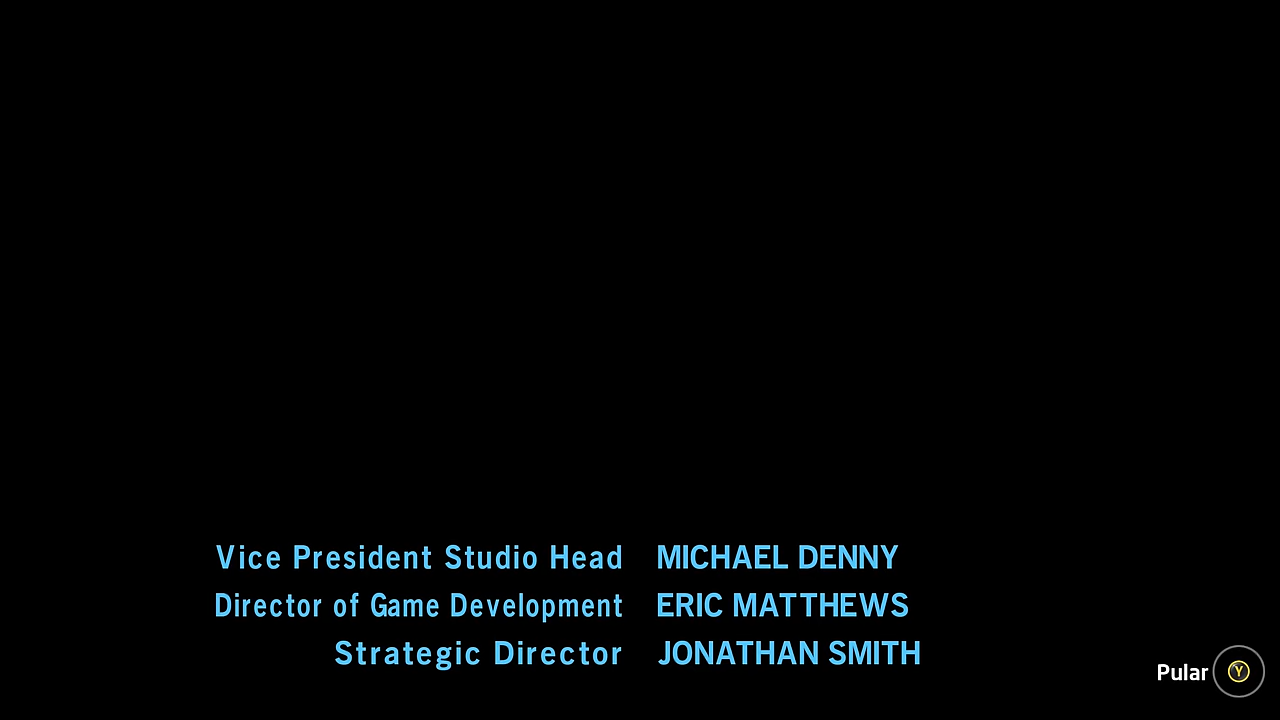 Vice President Studio Head MICHAEL DENNY
Director of Game Development ERIC MATTHEWS
Strategic Director JONATHAN SMITH
Pular Y